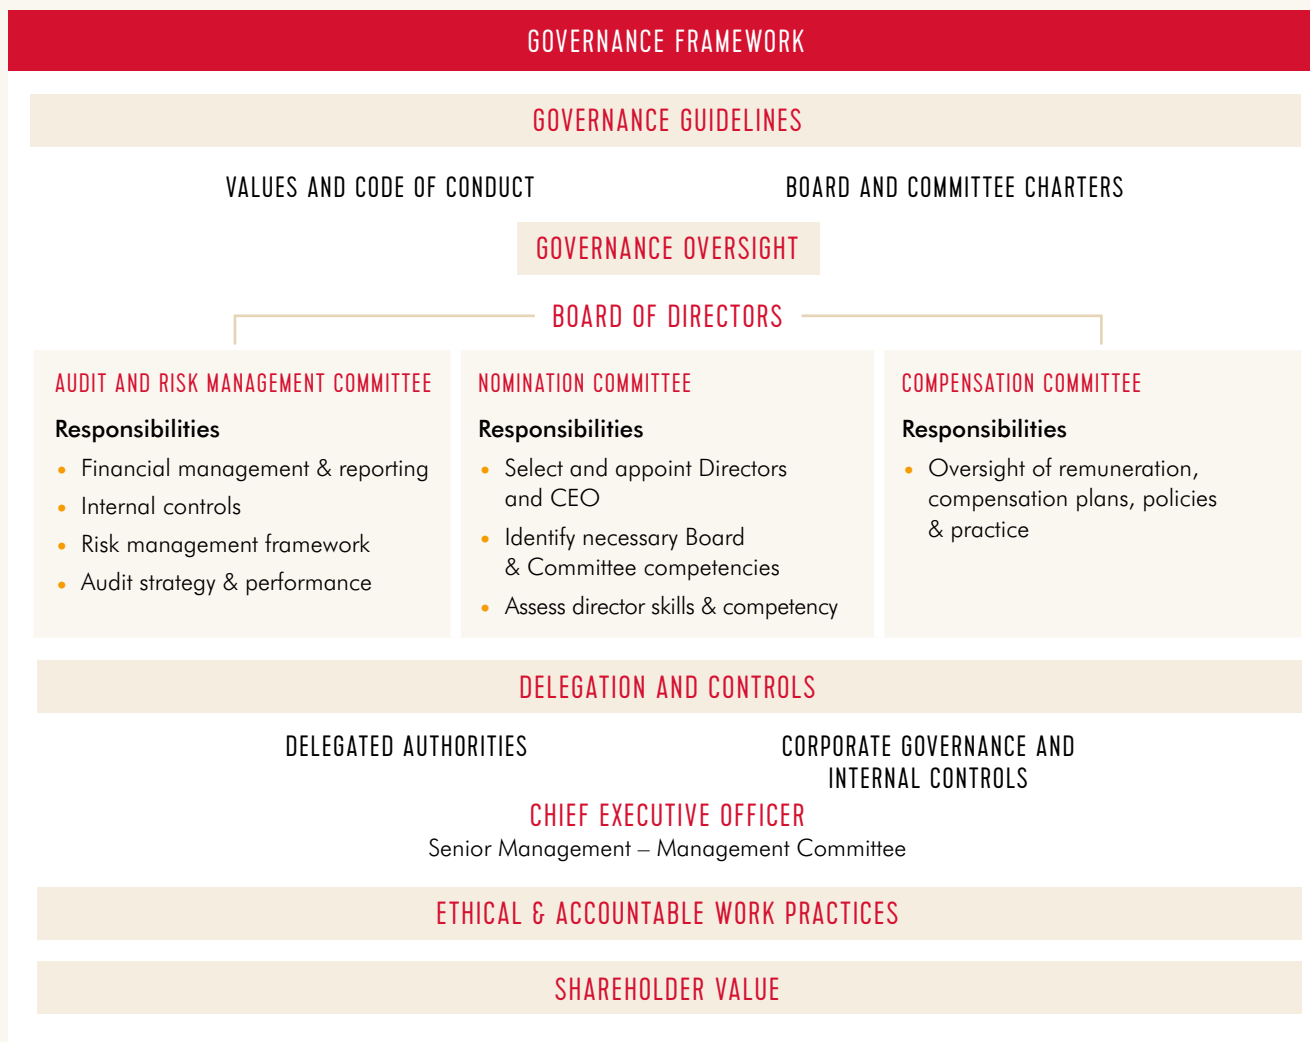 GOVERNANCE FRAMEWORK
GOVERNANCE GUIDELINES
VALUES AND CODE OF CONDUCT
BOARD AND COMMITTEE CHARTERS
GOVERNANCE OVERSIGHT
BOARD OF DIRECTORS
AUDIT AND RISK MANAGEMENT COMMITTEE
Responsibilities
• Financial management & reporting
• Internal controls
• Risk management framework
• Audit strategy & performance
NOMINATION COMMITTEE
Responsibilities
• Select and appoint Directors
and CEO
• Identify necessary Board
& Committee competencies
• Assess director skills & competency
COMPENSATION COMMITTEE
Responsibilities
• Oversight of remuneration,
compensation plans, policies
& practice
DELEGATION AND CONTROLS
DELEGATED AUTHORITIES
CORPORATE GOVERNANCE AND
INTERNAL CONTROLS
CHIEF EXECUTIVE OFFICER
Senior Management – Management Committee
ETHICAL & ACCOUNTABLE WORK PRACTICES
SHAREHOLDER VALUE